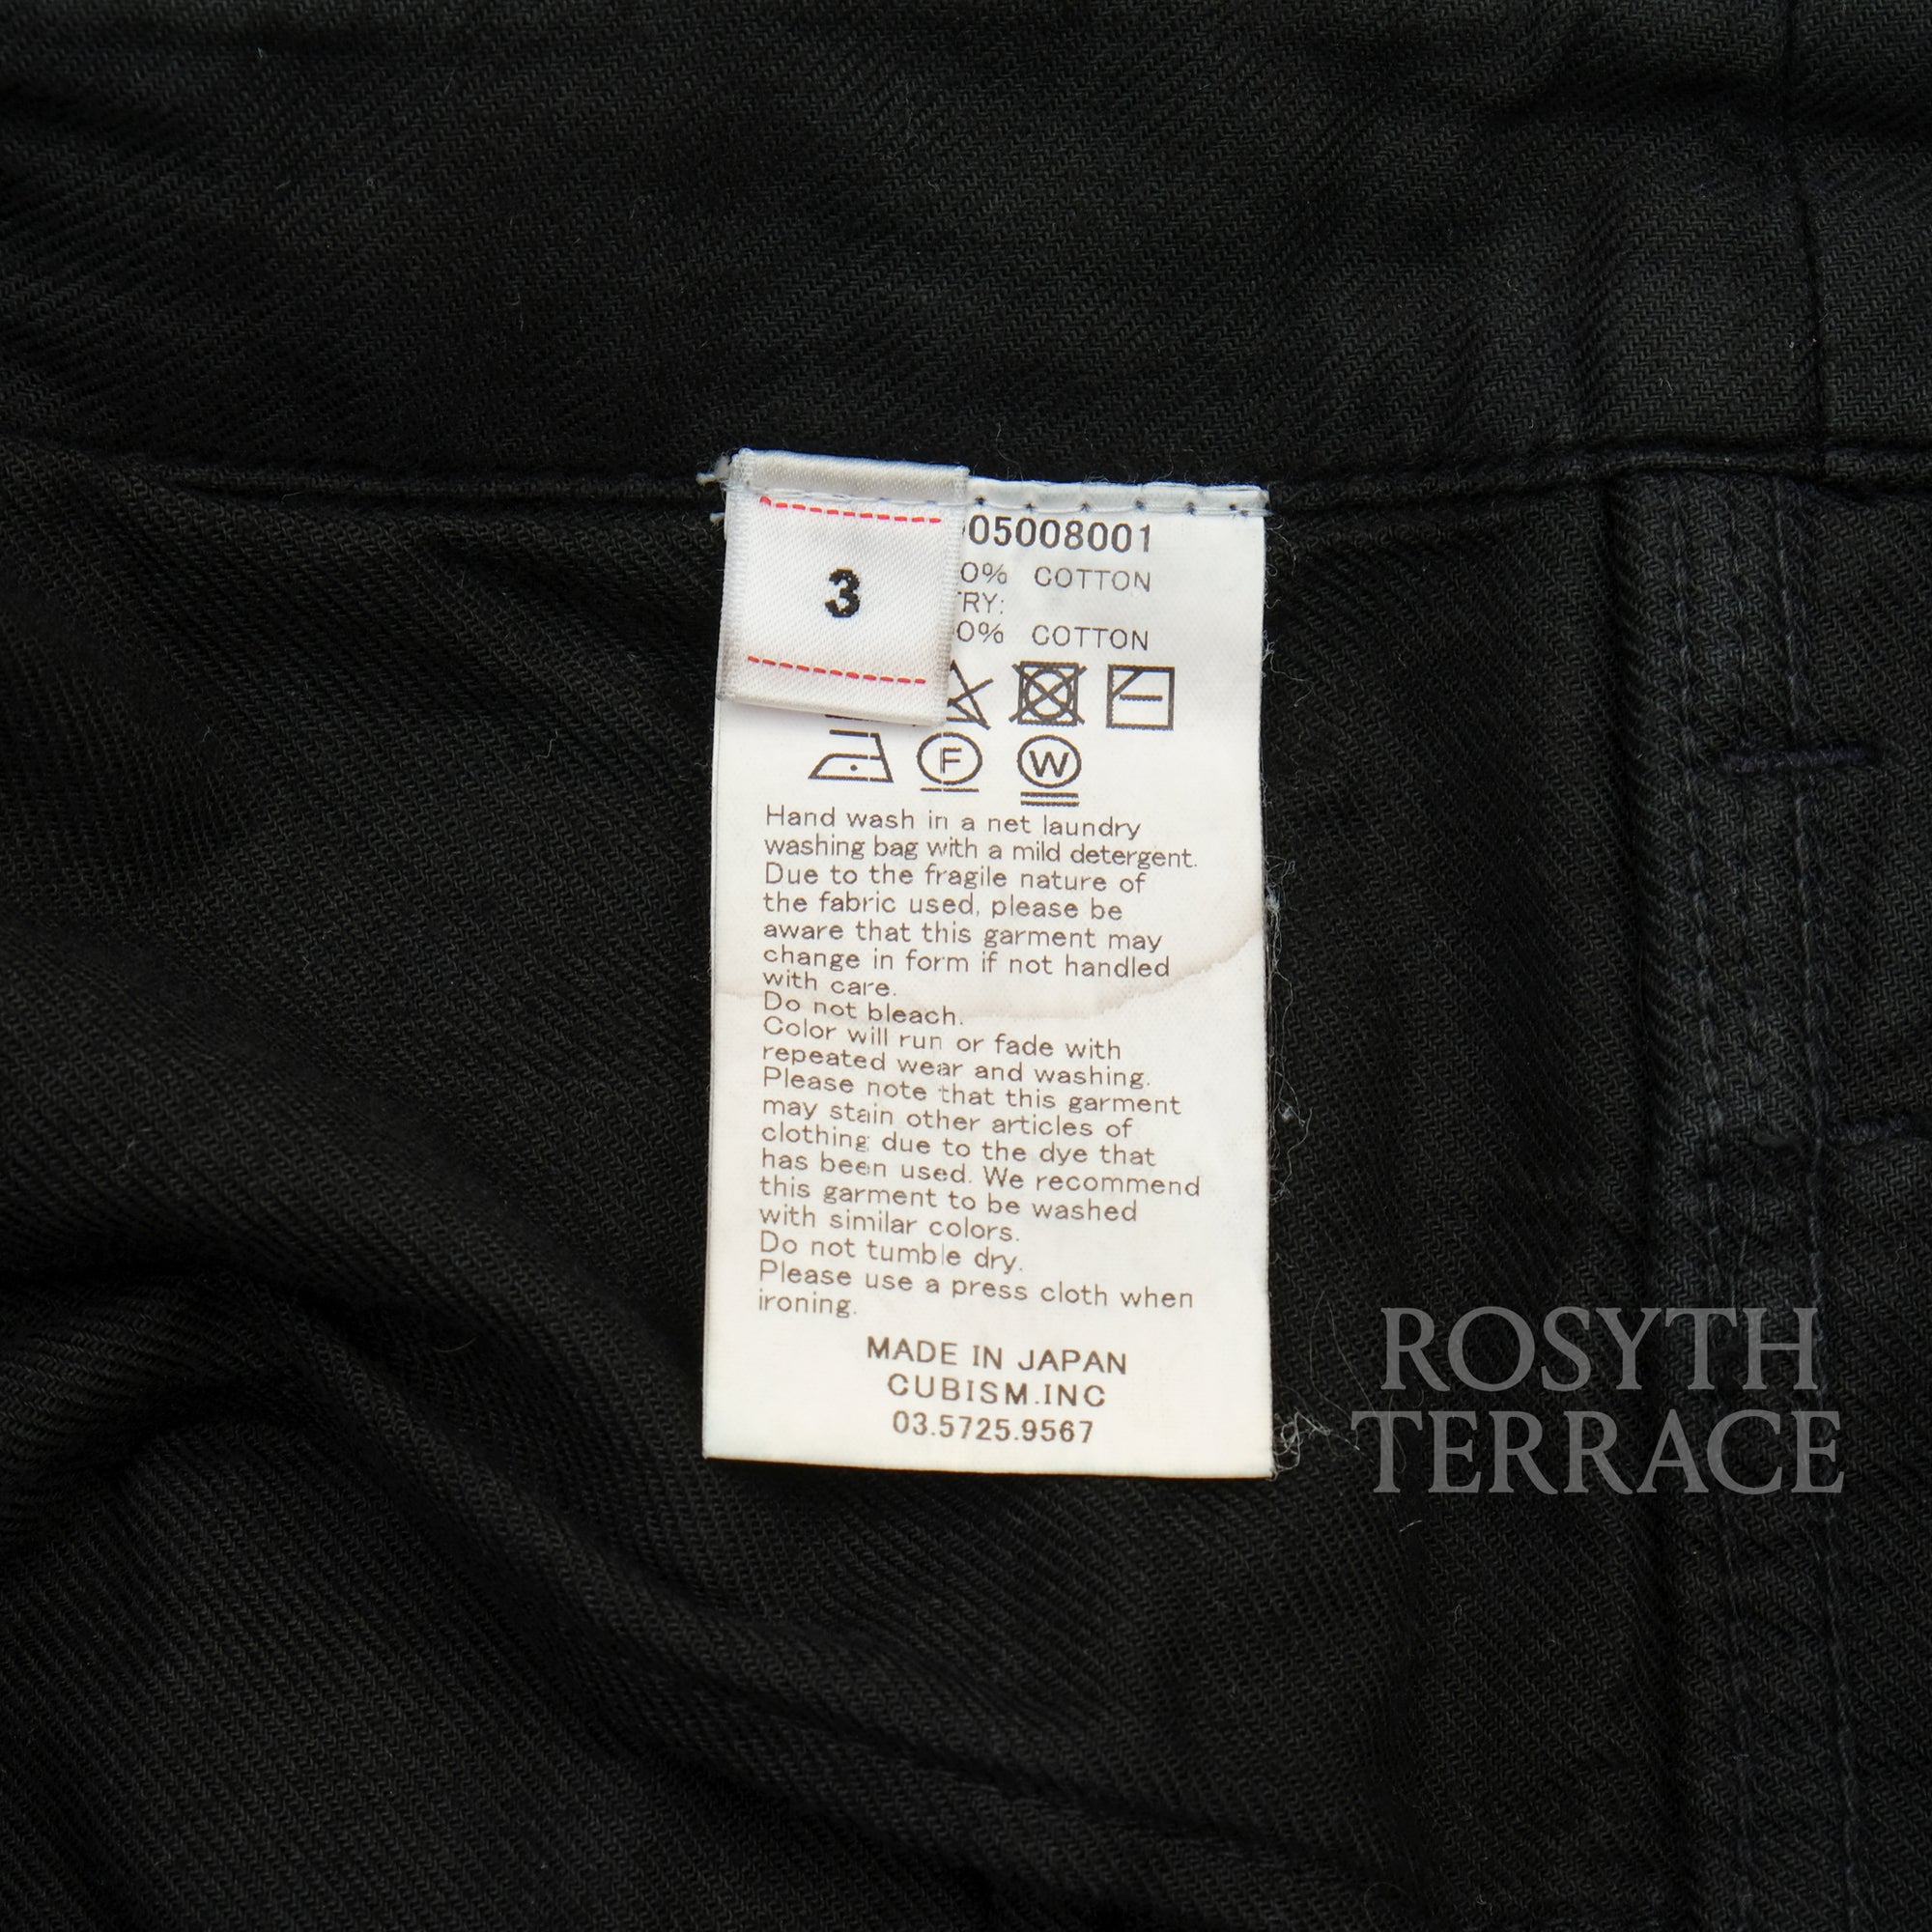 3
05008001
0% COTTON
TRY:
0% COTTON
F
W
Hand wash in a net laundry
washing bag with a mild detergent.
Due to the fragile nature of
the fabric used, please be
aware that this garment may
change in form if not handled
with care.
Do not bleach.
Color will run or fade with
repeated wear and washing.
Please note that this garment
may stain other articles of
clothing due to the dye that
has been used. We recommend
this garment to be washed
with similar colors.
Do not tumble dry.
Please use a press cloth when
ironing.
MADE IN JAPAN
CUBISM.INC
03.5725.9567
ROSYTH
TERRACE